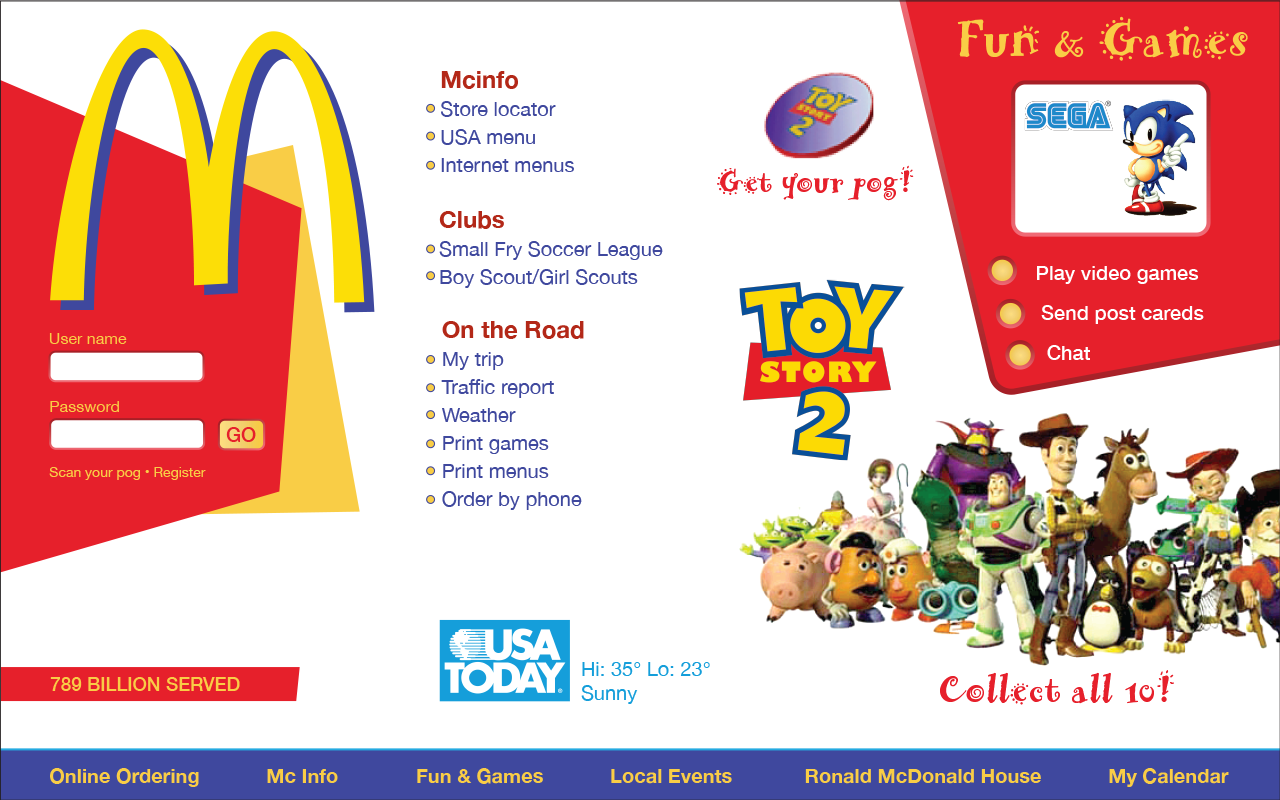 User name
Password
GO
Scan your pog • Register
789 BILLION SERVED
Mcinfo
Store locator
USA menu
Internet menus
Clubs
Small Fry Soccer League
Boy Scout/Girl Scouts
On the Road
My trip
Traffic report
Weather
Print games
Print menus
Order by phone
USA
TODAY®
Hi: 35° Lo: 23°
Sunny
TOY
STORY
2
Get your pog!
TOY
STORY
2
Collect all 10!
Fun & Games
SEGA®
Play video games
Send post careds
Chat
Online Ordering
Mc Info
Fun & Games
Local Events
Ronald McDonald House
My Calendar